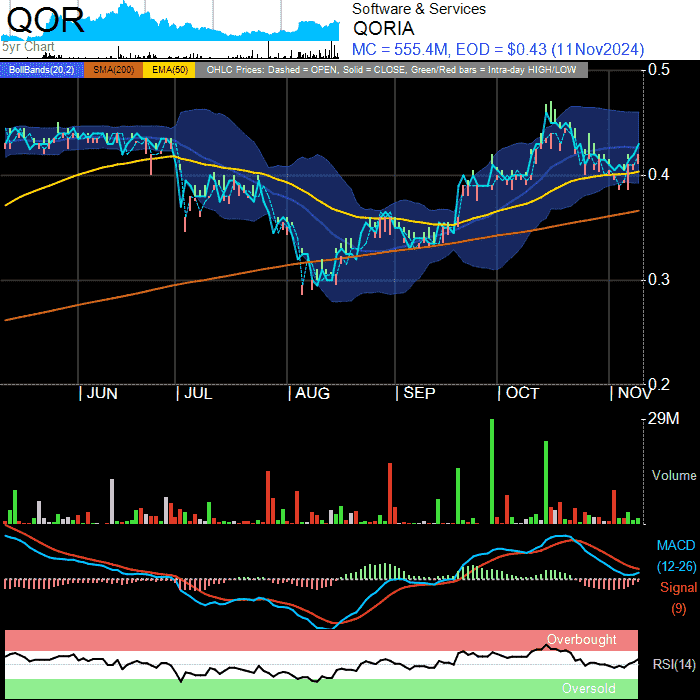 QOR
5yr Chart
Software & Services
QORIA
MC = 555.4M, EOD = $0.43 (11Nov2024)
BollBands(20,2) SMA(200) EMA(50) OHLC Prices: Dashed = OPEN, Solid = CLOSE, Green/Red bars = Intra-day HIGH/LOW
0.5
0.4
0.3
0.2
JUN JUL AUG SEP OCT NOV
29M
Volume
MACD
(12-26)
Signal
(9)
Overbought
RSI(14)
Oversold